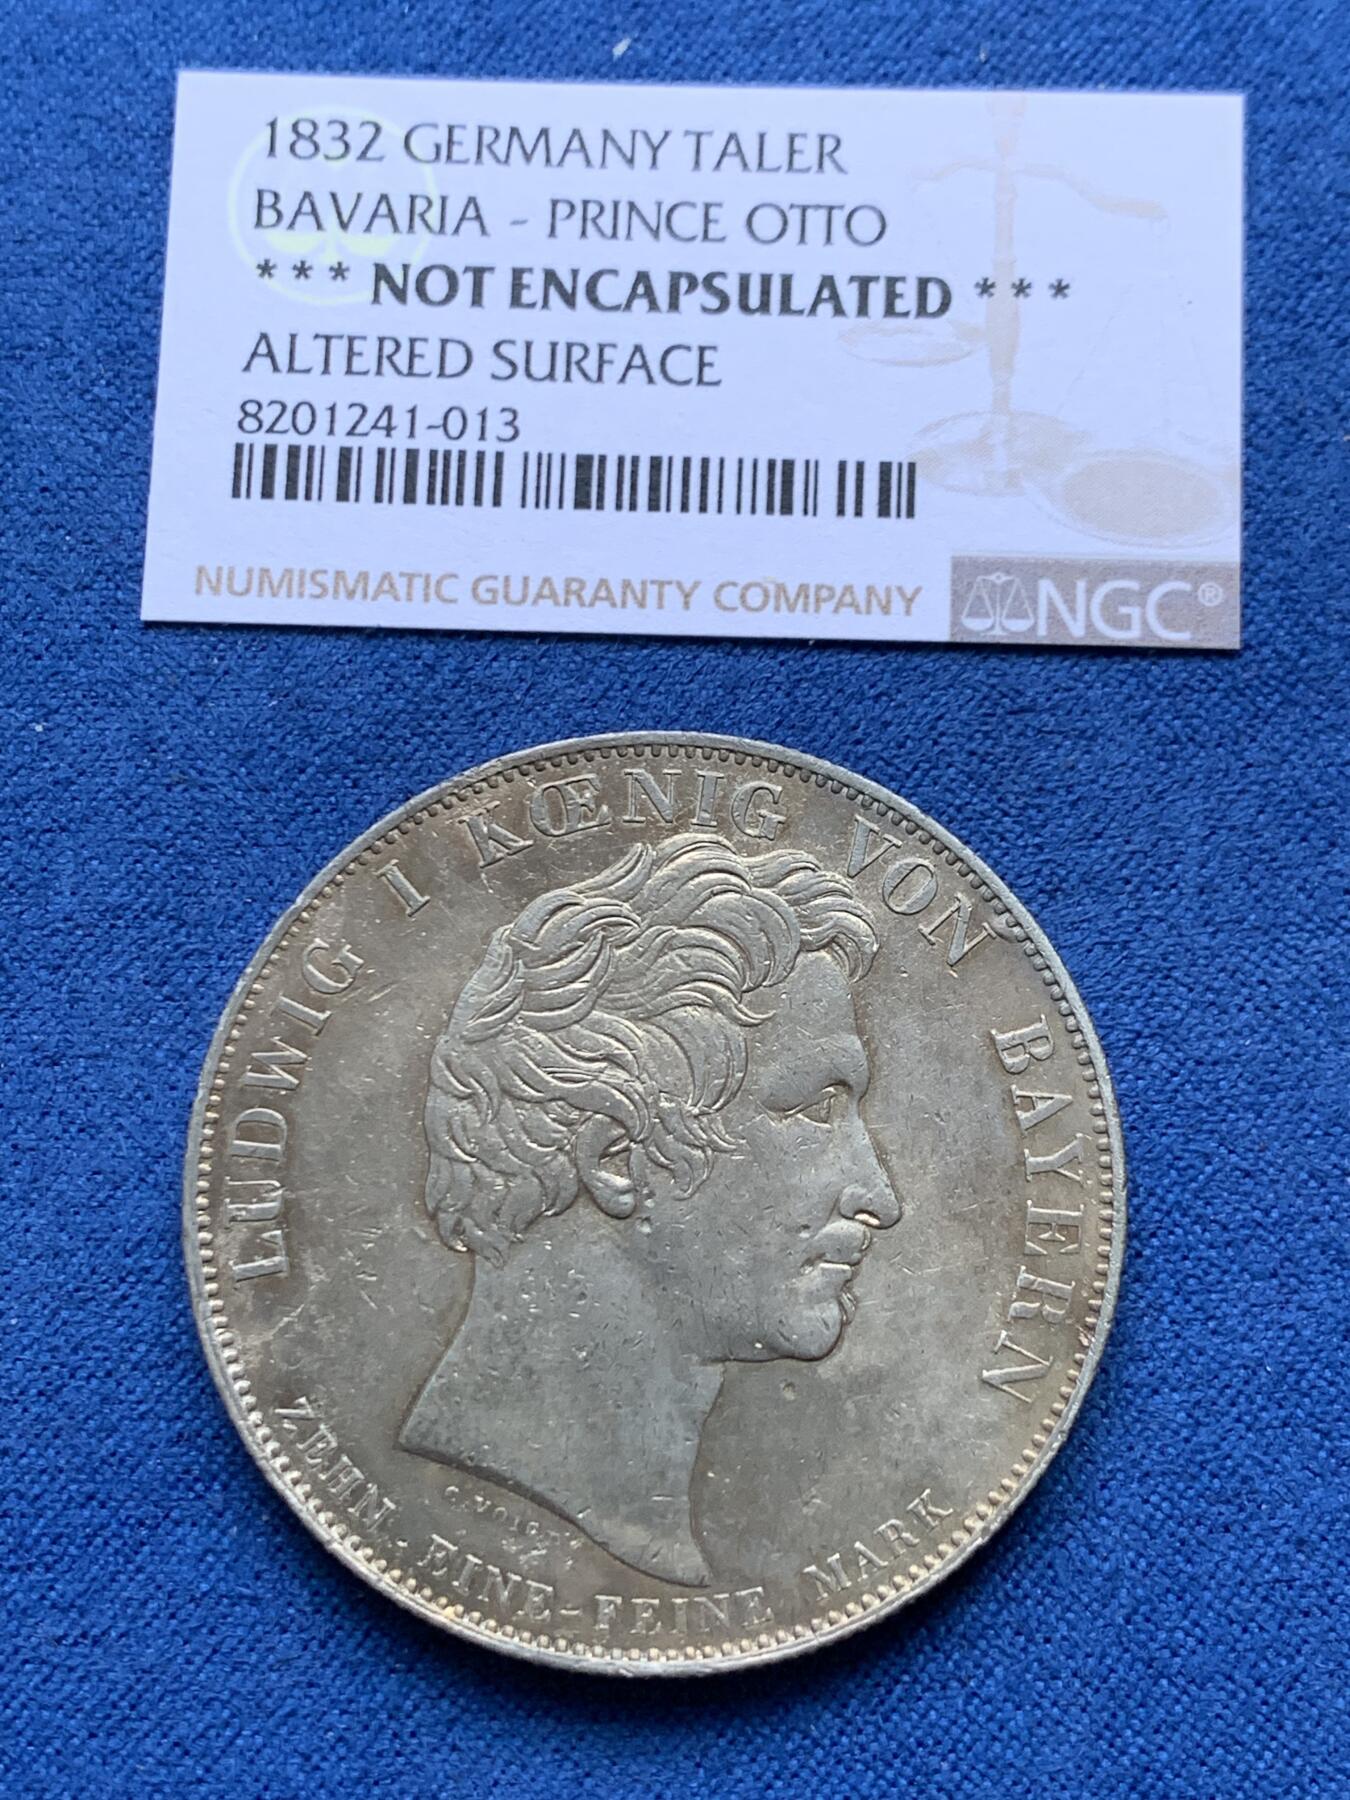 1832 GERMANY TALER
BAVARIA - PRINCE OTTO
* * * NOT ENCAPSULATED * * *
ALTERED SURFACE
8201241-013
NUMISMATIC GUARANTY COMPANY
NGC®
LUDWIG I KŒNIG VON BAYERN
C. VOIGT
ZEHN - EINE - FEINE MARK